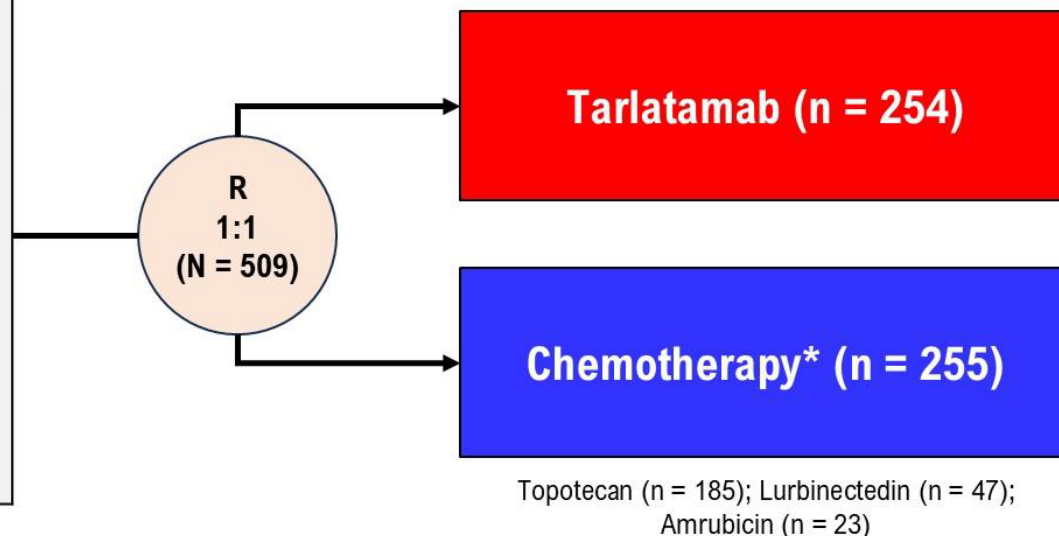 Tarlatamab (n = 254)
R
1:1
(N = 509)
Chemotherapy* (n = 255)
Topotecan (n = 185); Lurbinectedin (n = 47);
Amrubicin (n = 23)